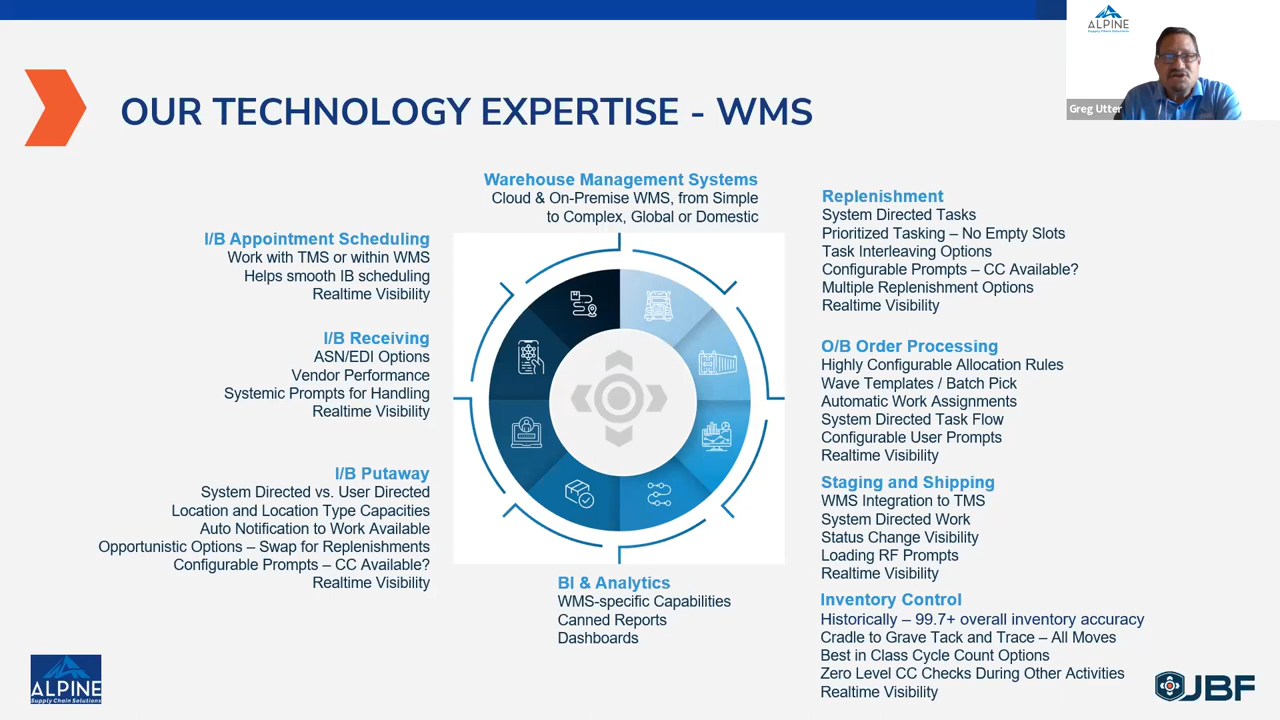 ALPINE
Supply Chain Solutions
Greg Utter
OUR TECHNOLOGY EXPERTISE - WMS
Warehouse Management Systems
Cloud & On-Premise WMS, from Simple
to Complex, Global or Domestic
I/B Appointment Scheduling
Work with TMS or within WMS
Helps smooth IB scheduling
Realtime Visibility
I/B Receiving
ASN/EDI Options
Vendor Performance
Systemic Prompts for Handling
Realtime Visibility
I/B Putaway
System Directed vs. User Directed
Location and Location Type Capacities
Auto Notification to Work Available
Opportunistic Options – Swap for Replenishments
Configurable Prompts – CC Available?
Realtime Visibility
BI & Analytics
WMS-specific Capabilities
Canned Reports
Dashboards
Replenishment
System Directed Tasks
Prioritized Tasking – No Empty Slots
Task Interleaving Options
Configurable Prompts – CC Available?
Multiple Replenishment Options
Realtime Visibility
O/B Order Processing
Highly Configurable Allocation Rules
Wave Templates / Batch Pick
Automatic Work Assignments
System Directed Task Flow
Configurable User Prompts
Realtime Visibility
Staging and Shipping
WMS Integration to TMS
System Directed Work
Status Change Visibility
Loading RF Prompts
Realtime Visibility
Inventory Control
Historically – 99.7+ overall inventory accuracy
Cradle to Grave Tack and Trace – All Moves
Best in Class Cycle Count Options
Zero Level CC Checks During Other Activities
Realtime Visibility
ALPINE
Supply Chain Solutions
JBF